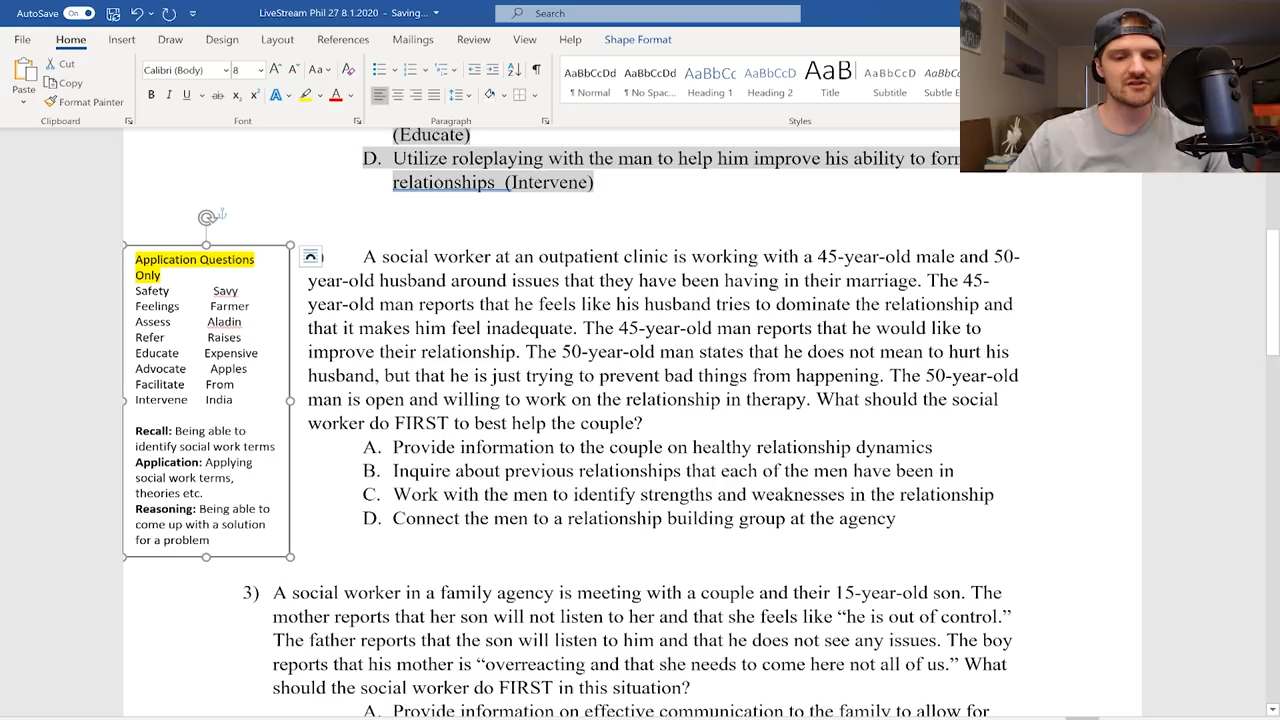 AutoSave On LiveStream Phil 27 8.1.2020 - Saving... Search
File Home Insert Draw Design Layout References Mailings Review View Help Shape Format
Paste Cut Copy Format Painter
Calibri (Body) 8
AaBbCcDd AaBbCcDd AaBbCc AaBbCcD AaB AaBbCcD AaBbCc
¶ Normal ¶ No Spac... Heading 1 Heading 2 Title Subtitle Subtle E
Clipboard Font Paragraph Styles
(Educate)
D. Utilize roleplaying with the man to help him improve his ability to form
relationships (Intervene)
Application Questions
Only
Safety Savy
Feelings Farmer
Assess Aladin
Refer Raises
Educate Expensive
Advocate Apples
Facilitate From
Intervene India
Recall: Being able to
identify social work terms
Application: Applying
social work terms,
theories etc.
Reasoning: Being able to
come up with a solution
for a problem
) A social worker at an outpatient clinic is working with a 45-year-old male and 50-
year-old husband around issues that they have been having in their marriage. The 45-
year-old man reports that he feels like his husband tries to dominate the relationship and
that it makes him feel inadequate. The 45-year-old man reports that he would like to
improve their relationship. The 50-year-old man states that he does not mean to hurt his
husband, but that he is just trying to prevent bad things from happening. The 50-year-old
man is open and willing to work on the relationship in therapy. What should the social
worker do FIRST to best help the couple?
A. Provide information to the couple on healthy relationship dynamics
B. Inquire about previous relationships that each of the men have been in
C. Work with the men to identify strengths and weaknesses in the relationship
D. Connect the men to a relationship building group at the agency
3) A social worker in a family agency is meeting with a couple and their 15-year-old son. The
mother reports that her son will not listen to her and that she feels like “he is out of control.”
The father reports that the son will listen to him and that he does not see any issues. The boy
reports that his mother is “overreacting and that she needs to come here not all of us.” What
should the social worker do FIRST in this situation?
A. Provide information on effective communication to the family to allow for